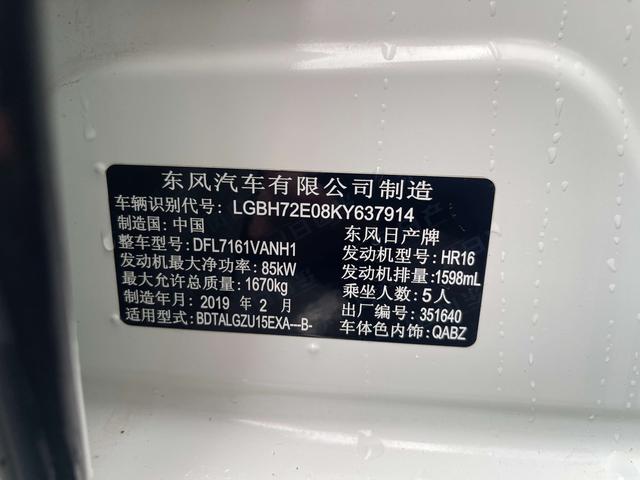 东风汽车有限公司制造
车辆识别代号: LGBH72E08KY637914
制造国: 中国 东风日产牌
整车型号: DFL7161VANH1 发动机型号: HR16
发动机最大净功率: 85kW 发动机排量: 1598mL
最大允许总质量: 1670kg 乘坐人数: 5人
制造年月: 2019 年 2 月 出厂编号: 351640
适用型号: BDTALGZU15EXA---B- 车体色内饰: QABZ